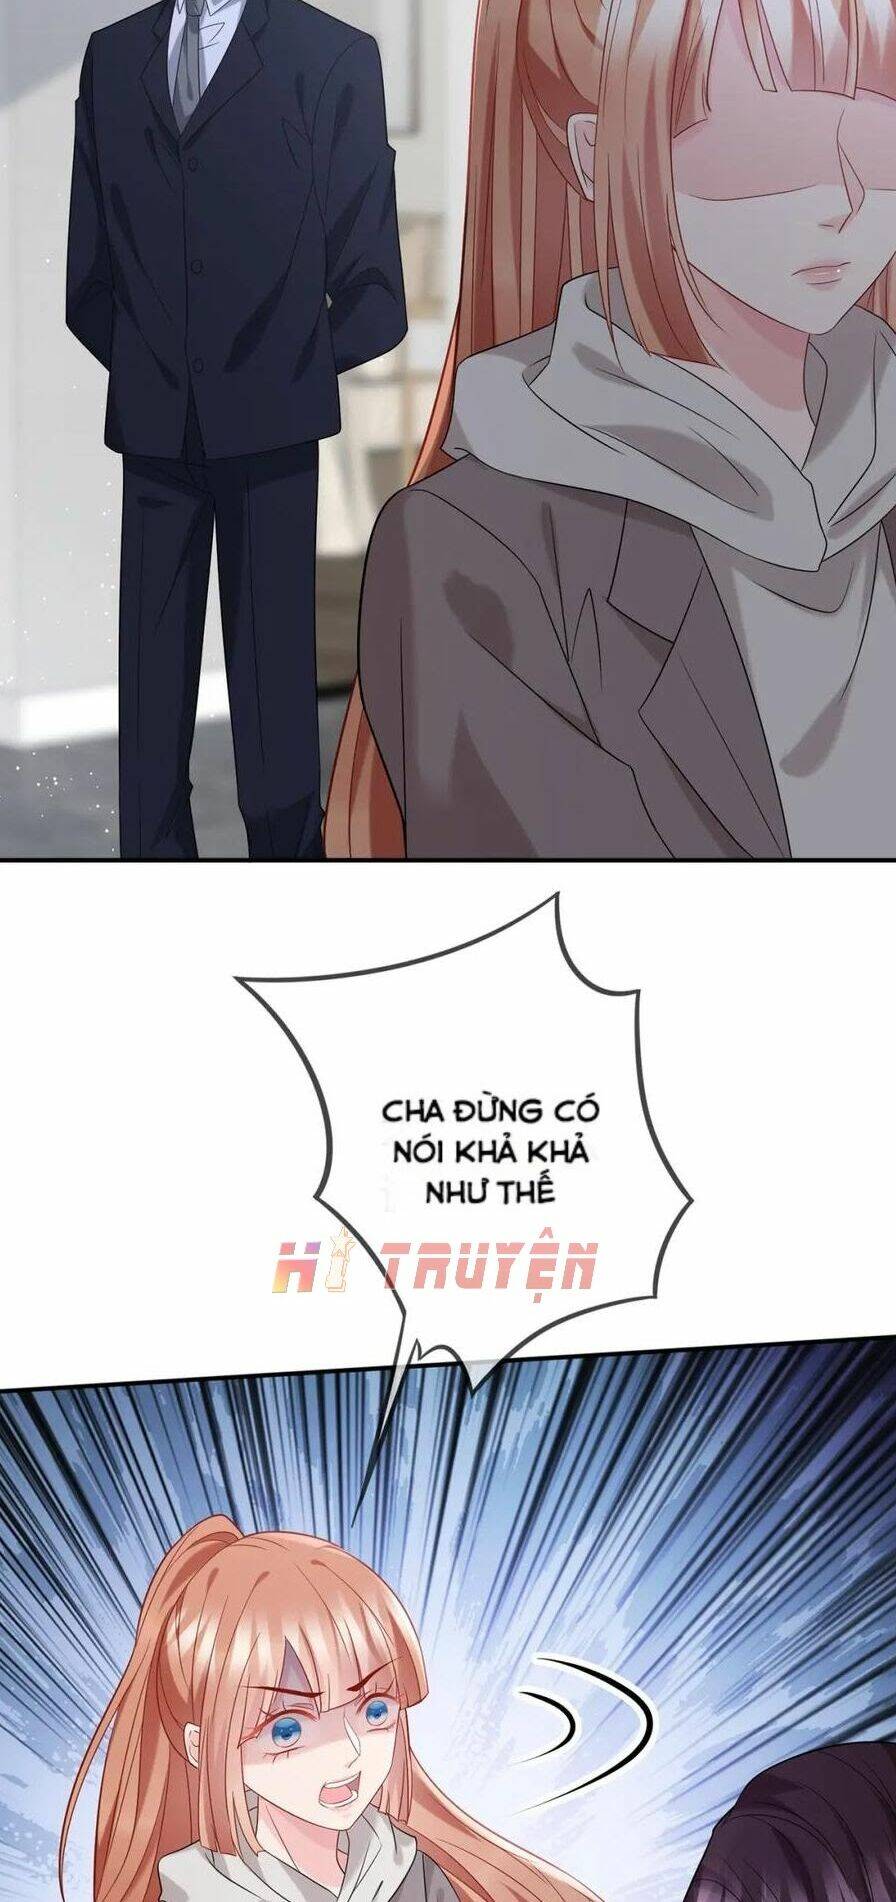 CHA ĐỪNG CÓ
NÓI KHẢ KHẢ
NHƯ THẾ
HI TRUYỆN